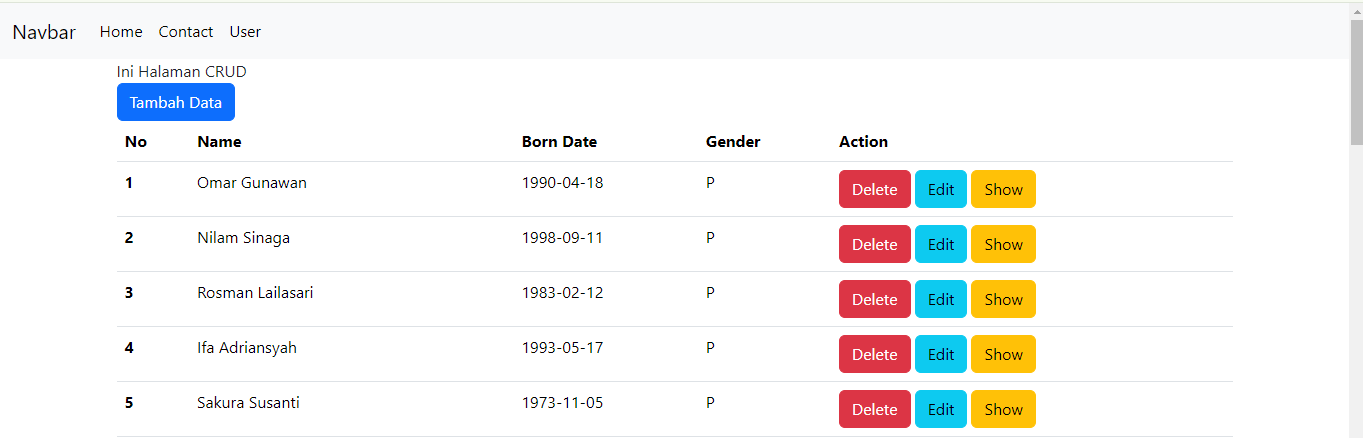 Navbar Home Contact User
Ini Halaman CRUD
Tambah Data
No Name Born Date Gender Action
1 Omar Gunawan 1990-04-18 P Delete Edit Show
2 Nilam Sinaga 1998-09-11 P Delete Edit Show
3 Rosman Lailasari 1983-02-12 P Delete Edit Show
4 Ifa Adriansyah 1993-05-17 P Delete Edit Show
5 Sakura Susanti 1973-11-05 P Delete Edit Show